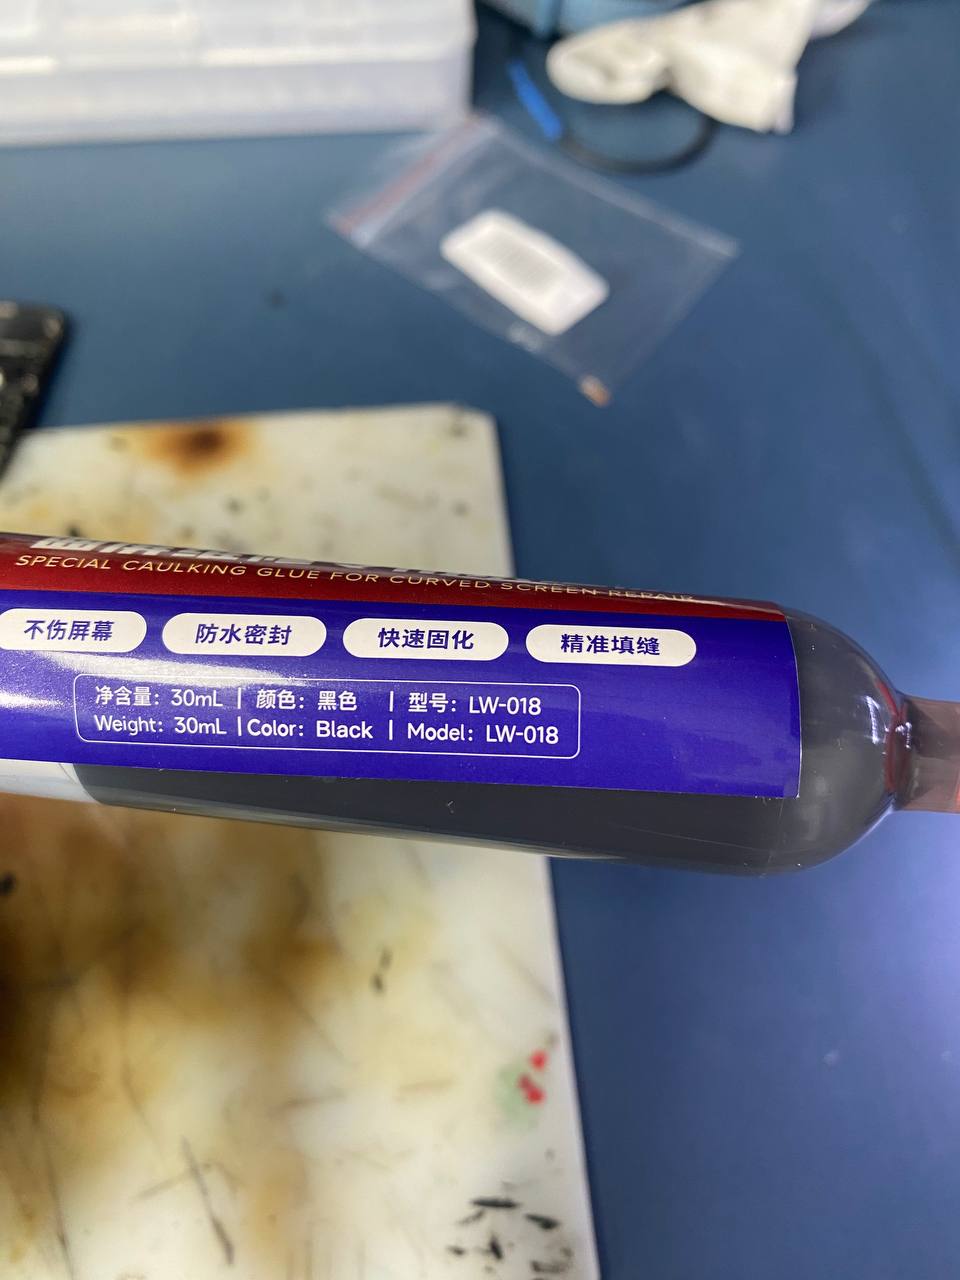 SPECIAL CAULKING GLUE FOR CURVED SCREEN REPAIR
不伤屏幕 防水密封 快速固化 精准填缝
净含量：30mL | 颜色：黑色 | 型号：LW-018
Weight: 30mL | Color: Black | Model: LW-018